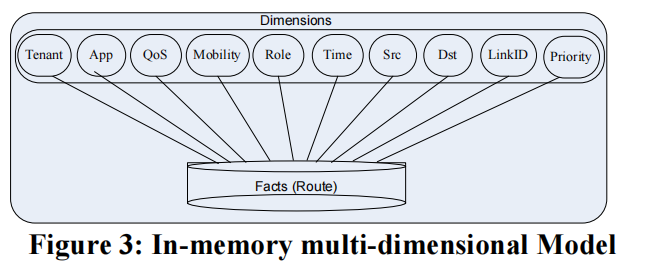 Dimensions
Tenant App QoS Mobility Role Time Src Dst LinkID Priority
Facts (Route)
Figure 3: In-memory multi-dimensional Model